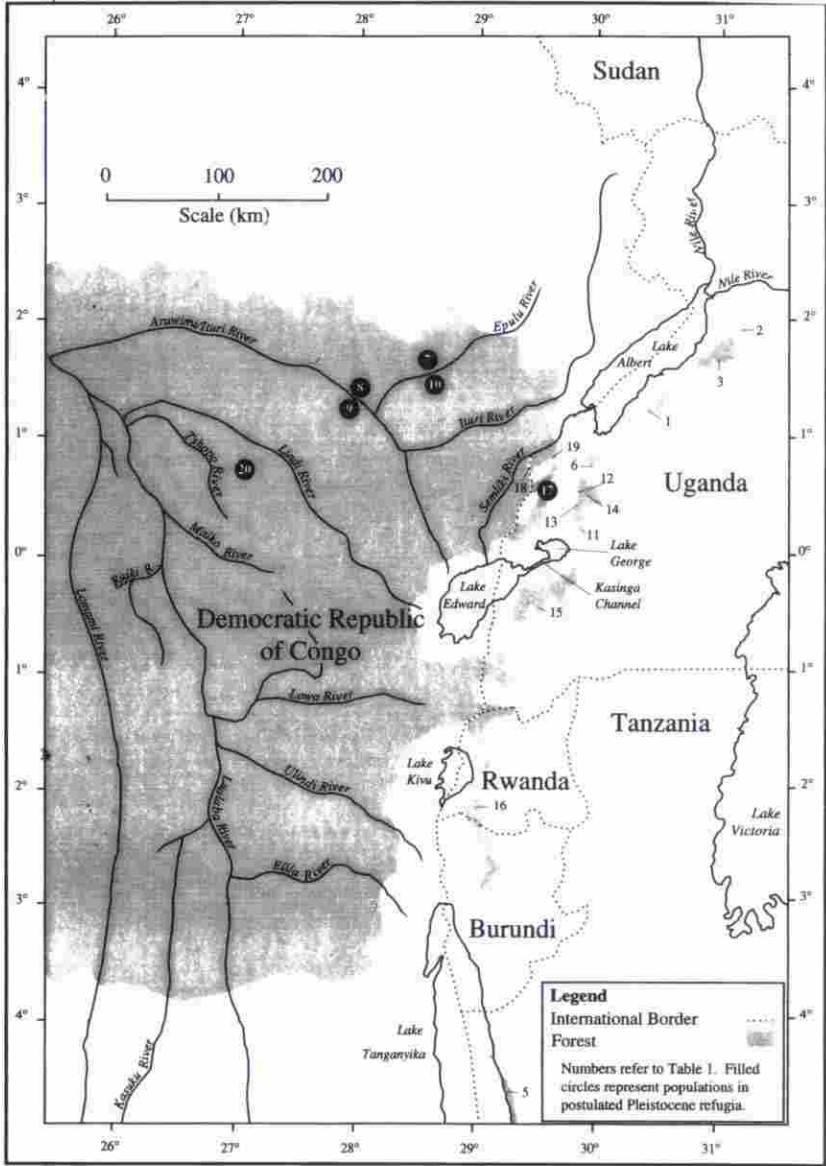 26° 27° 28° 29° 30° 31°
4°
4°
Sudan
0 100 200
Scale (km)
3°
3°
Nile River
Nile River
2°
2°
Epulu River
Aruwimi/Ituri River
Lake
Albert
2
3
7
8
10
9
Ituri River
1
1°
1°
Tshopo River
20
Lindi River
Semliki River
19
6
18
17
12
14
13
11
Uganda
Maiko River
0°
0°
Lake
George
Lake
Edward
Kasinga
Channel
15
Lomami River
Democratic Republic
of Congo
1°
1°
Lowa River
Tanzania
Lake
Kivu
Rwanda
2°
2°
Ulindi River
16
Lualaba River
Lake
Victoria
Elila River
3°
3°
Burundi
4°
4°
Lake
Tanganyika
Kasuku River
5
Legend
International Border
Forest
Numbers refer to Table 1. Filled
circles represent populations in
postulated Pleistocene refugia.
26° 27° 28° 29° 30° 31°